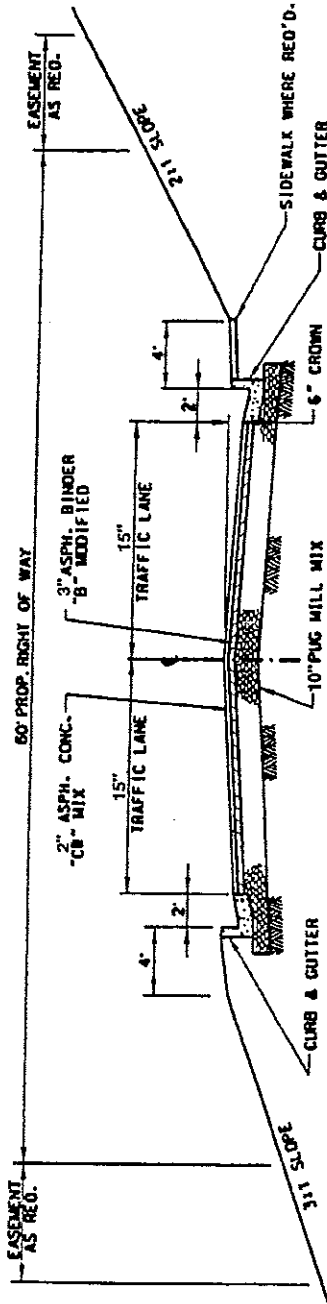 EASEMENT
AS REQ.
60' PROP. RIGHT OF WAY
EASEMENT
AS REQ.
2" ASPH. CONC.
"CW" MIX
3" ASPH. BINDER
"B" MODIFIED
15"
TRAFFIC LANE
15"
TRAFFIC LANE
4'
2'
2'
4'
2:1 SLOPE
3:1 SLOPE
CURB & GUTTER
10" PUG MILL MIX
6" CROWN
CURB & GUTTER
SIDEWALK WHERE REQ'D.